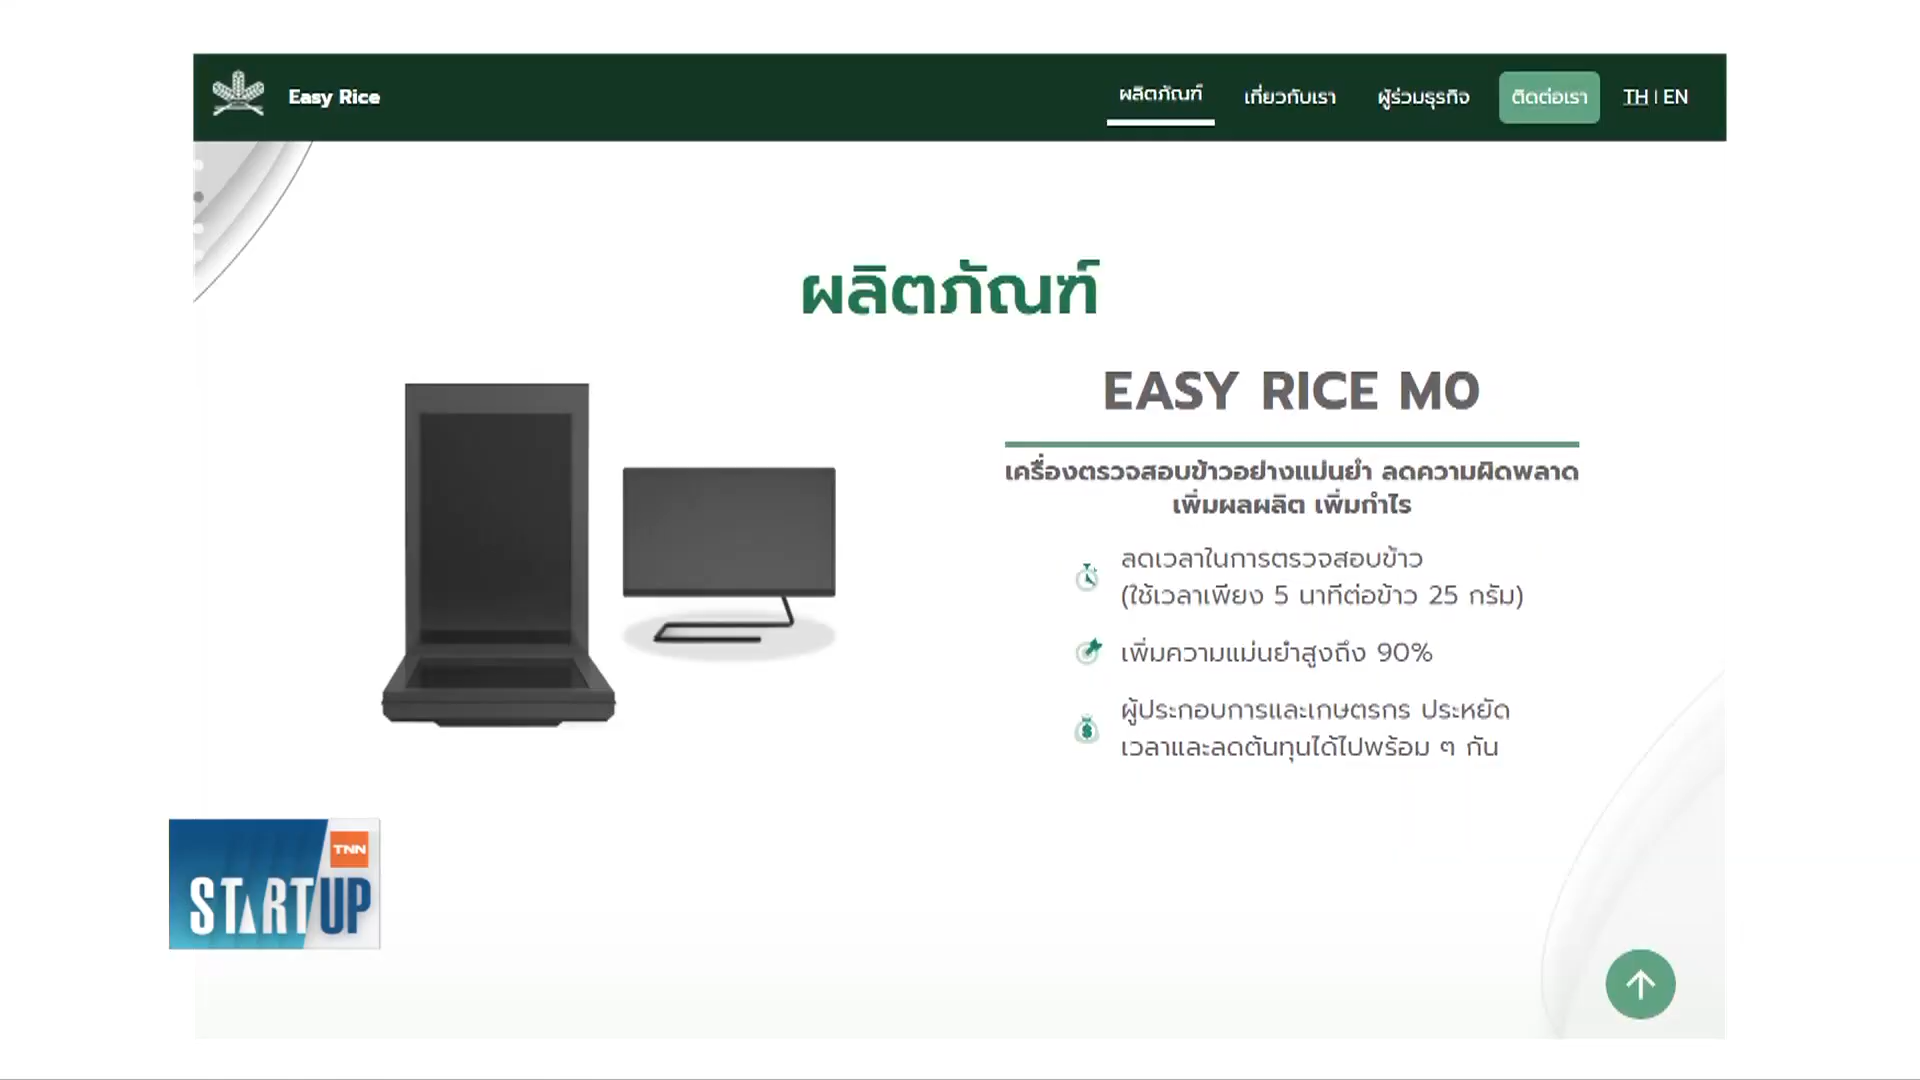 Easy Rice
ผลิตภัณฑ์ เกี่ยวกับเรา ผู้ร่วมธุรกิจ ติดต่อเรา TH | EN
ผลิตภัณฑ์
EASY RICE M0
เครื่องตรวจสอบข้าวอย่างแม่นยำ ลดความผิดพลาด
เพิ่มผลผลิต เพิ่มกำไร
ลดเวลาในการตรวจสอบข้าว
(ใช้เวลาเพียง 5 นาทีต่อข้าว 25 กรัม)
เพิ่มความแม่นยำสูงถึง 90%
ผู้ประกอบการและเกษตรกร ประหยัด
เวลาและลดต้นทุนได้ไปพร้อม ๆ กัน
TNN
STARTUP